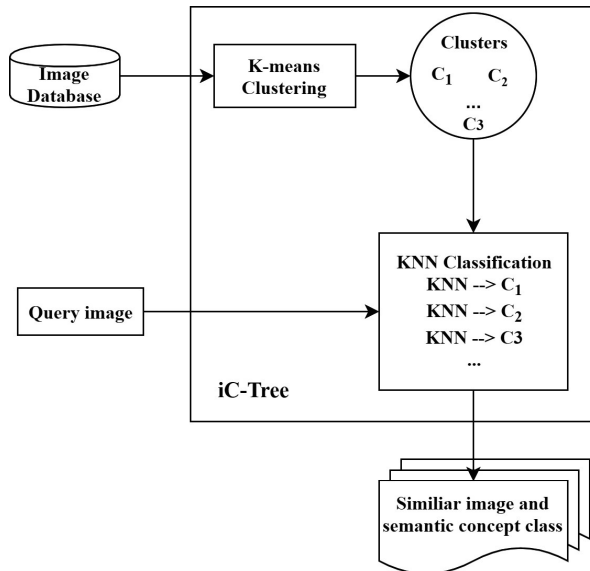 Image
Database
K-means
Clustering
Clusters
C1 C2
...
C3
KNN Classification
KNN --> C1
KNN --> C2
KNN --> C3
...
Query image
iC-Tree
Similiar image and
semantic concept class